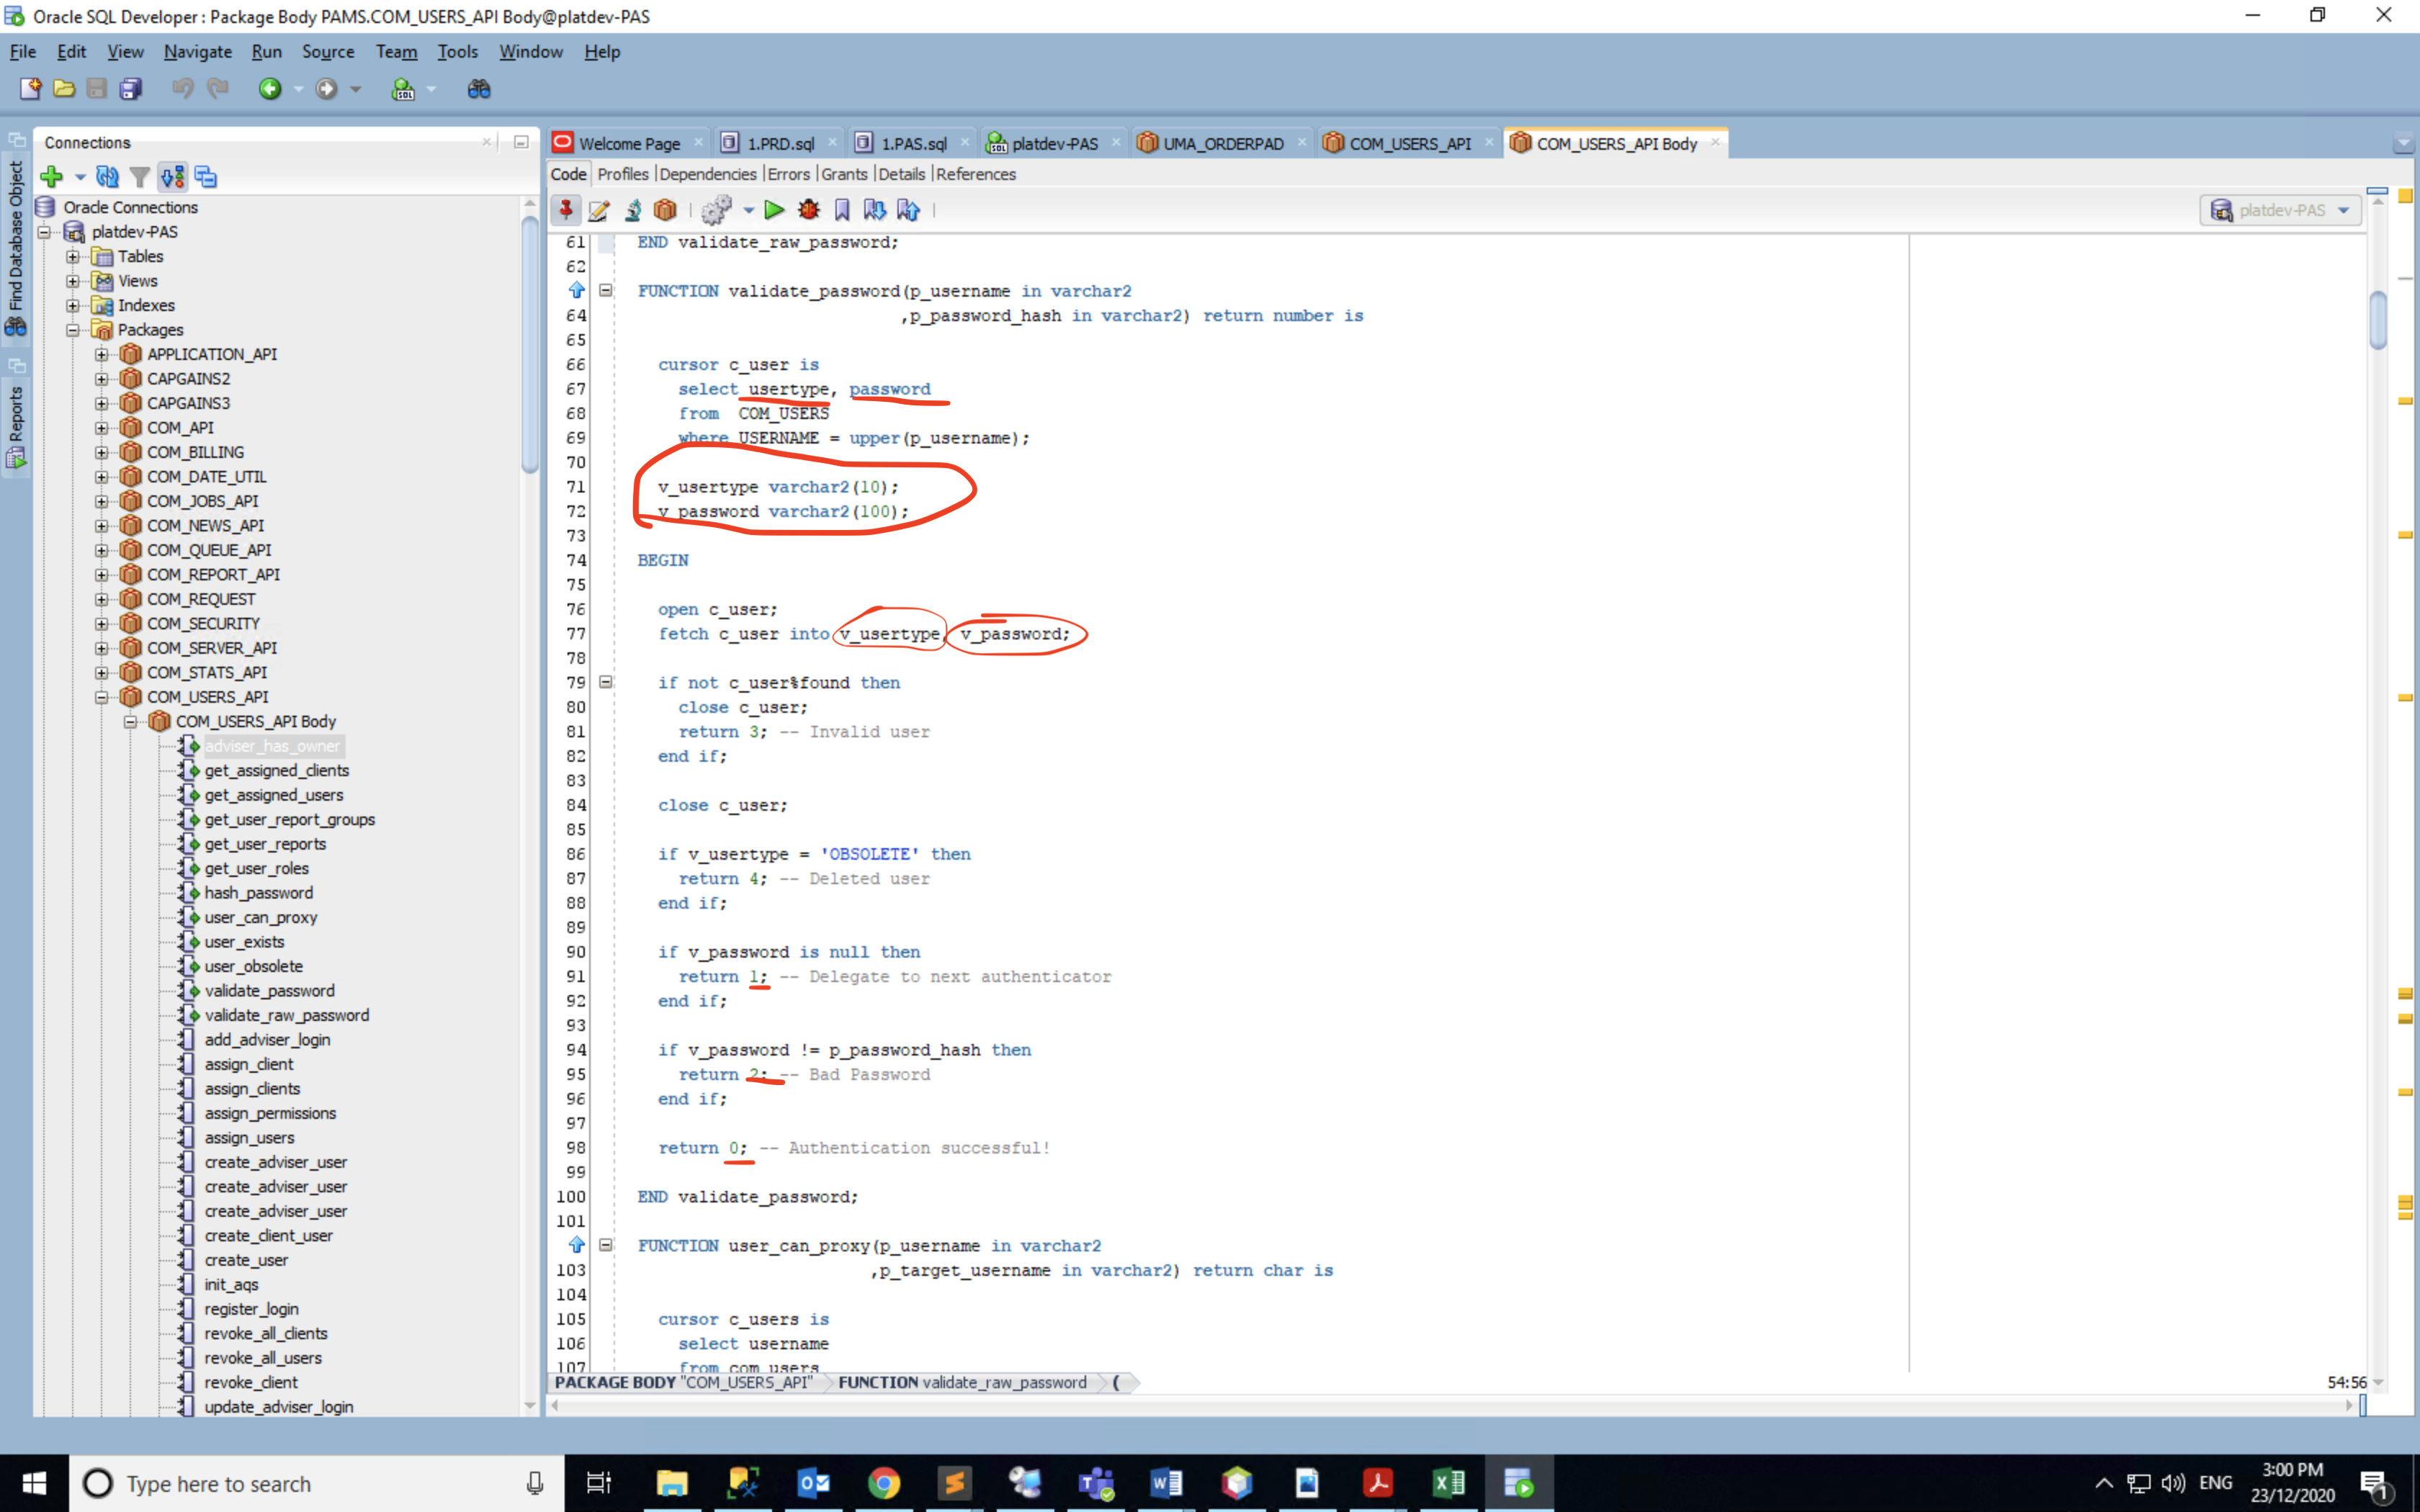 Oracle SQL Developer : Package Body PAMS.COM_USERS_API Body@platdev-PAS
File Edit View Navigate Run Source Team Tools Window Help
Find Database Object
Reports
Connections
Oracle Connections
platdev-PAS
Tables
Views
Indexes
Packages
APPLICATION_API
CAPGAINS2
CAPGAINS3
COM_API
COM_BILLING
COM_DATE_UTIL
COM_JOBS_API
COM_NEWS_API
COM_QUEUE_API
COM_REPORT_API
COM_REQUEST
COM_SECURITY
COM_SERVER_API
COM_STATS_API
COM_USERS_API
COM_USERS_API Body
adviser_has_owner
get_assigned_clients
get_assigned_users
get_user_report_groups
get_user_reports
get_user_roles
hash_password
user_can_proxy
user_exists
user_obsolete
validate_password
validate_raw_password
add_adviser_login
assign_client
assign_clients
assign_permissions
assign_users
create_adviser_user
create_adviser_user
create_adviser_user
create_client_user
create_user
init_aqs
register_login
revoke_all_clients
revoke_all_users
revoke_client
update_adviser_login
Welcome Page 1.PRD.sql 1.PAS.sql platdev-PAS UMA_ORDERPAD COM_USERS_API COM_USERS_API Body
Code Profiles Dependencies Errors Grants Details References
platdev-PAS
61 END validate_raw_password;
62
FUNCTION validate_password(p_username in varchar2
64 ,p_password_hash in varchar2) return number is
65
66 cursor c_user is
67 select usertype, password
68 from COM_USERS
69 where USERNAME = upper(p_username);
70
71 v_usertype varchar2(10);
72 v_password varchar2(100);
73
74 BEGIN
75
76 open c_user;
77 fetch c_user into v_usertype, v_password;
78
79 if not c_user%found then
80 close c_user;
81 return 3; -- Invalid user
82 end if;
83
84 close c_user;
85
86 if v_usertype = 'OBSOLETE' then
87 return 4; -- Deleted user
88 end if;
89
90 if v_password is null then
91 return 1; -- Delegate to next authenticator
92 end if;
93
94 if v_password != p_password_hash then
95 return 2; -- Bad Password
96 end if;
97
98 return 0; -- Authentication successful!
99
100 END validate_password;
101
FUNCTION user_can_proxy(p_username in varchar2
103 ,p_target_username in varchar2) return char is
104
105 cursor c_users is
106 select username
107 from com_users
PACKAGE BODY "COM_USERS_API" FUNCTION validate_raw_password (
54:56
Type here to search
ENG
3:00 PM
23/12/2020
1